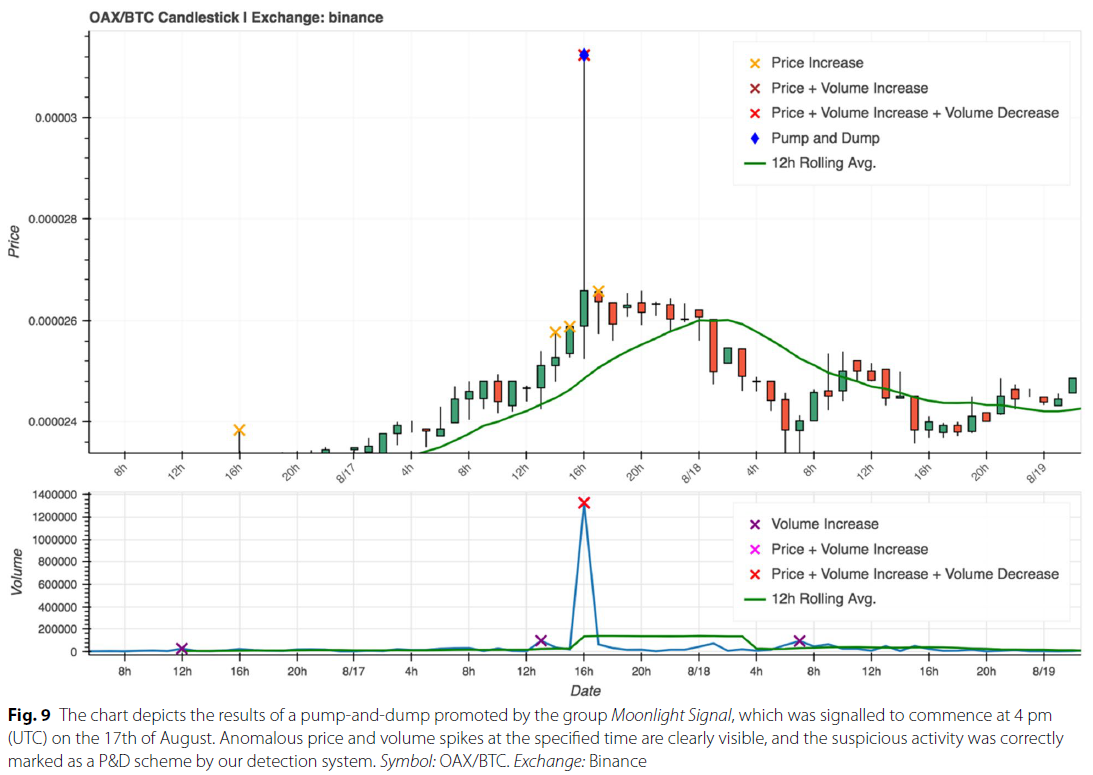 OAX/BTC Candlestick | Exchange: binance
Price Increase
Price + Volume Increase
Price + Volume Increase + Volume Decrease
Pump and Dump
12h Rolling Avg.
0.00003
0.000028
0.000026
0.000024
Price
8h 12h 16h 20h 8/17 4h 8h 12h 16h 20h 8/18 4h 8h 12h 16h 20h 8/19
1400000
1200000
1000000
800000
600000
400000
200000
0
Volume
Volume Increase
Price + Volume Increase
Price + Volume Increase + Volume Decrease
12h Rolling Avg.
8h 12h 16h 20h 8/17 4h 8h 12h 16h 20h 8/18 4h 8h 12h 16h 20h 8/19
Date
Fig. 9 The chart depicts the results of a pump-and-dump promoted by the group Moonlight Signal, which was signalled to commence at 4 pm
(UTC) on the 17th of August. Anomalous price and volume spikes at the specified time are clearly visible, and the suspicious activity was correctly
marked as a P&D scheme by our detection system. Symbol: OAX/BTC. Exchange: Binance